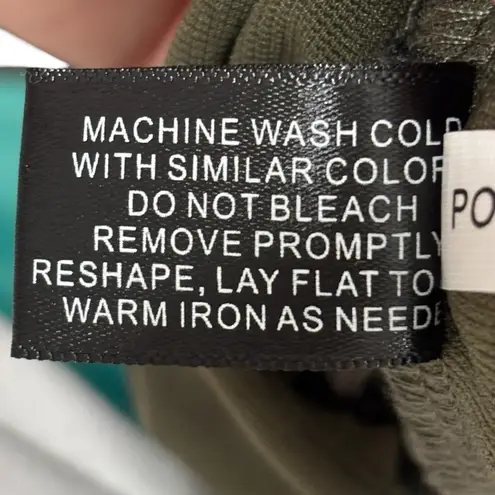 MACHINE WASH COLD
WITH SIMILAR COLOR
DO NOT BLEACH
REMOVE PROMPTLY
RESHAPE, LAY FLAT TO
WARM IRON AS NEEDE
PO